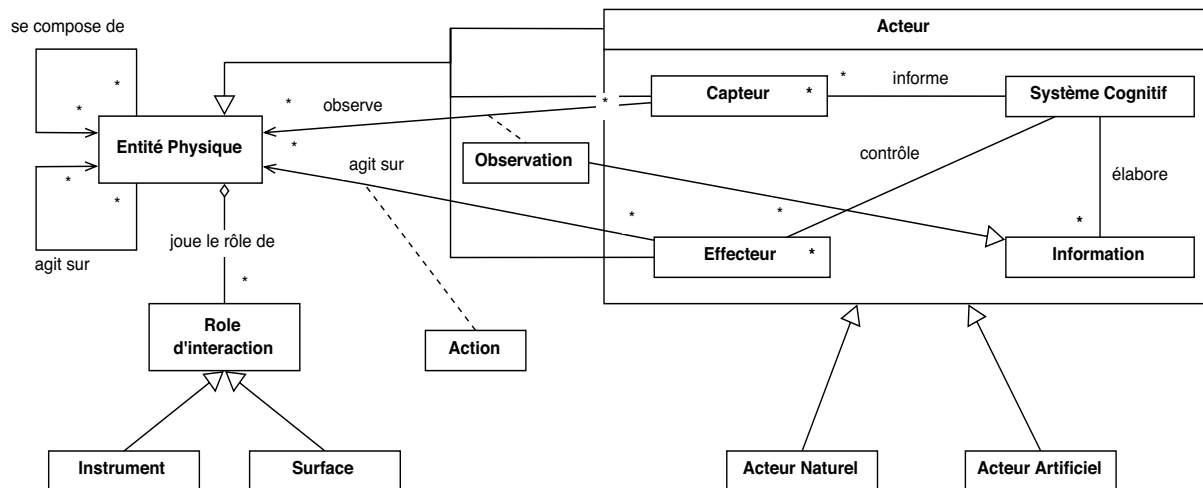 se compose de
Acteur
*
*
*
observe
*
*
Capteur
*
*
informe
Système Cognitif
Entité Physique
*
*
*
agit sur
Observation
contrôle
élabore
agit sur
joue le rôle de
*
*
*
*
Effecteur
*
Information
Role
d'interaction
Action
Instrument
Surface
Acteur Naturel
Acteur Artificiel